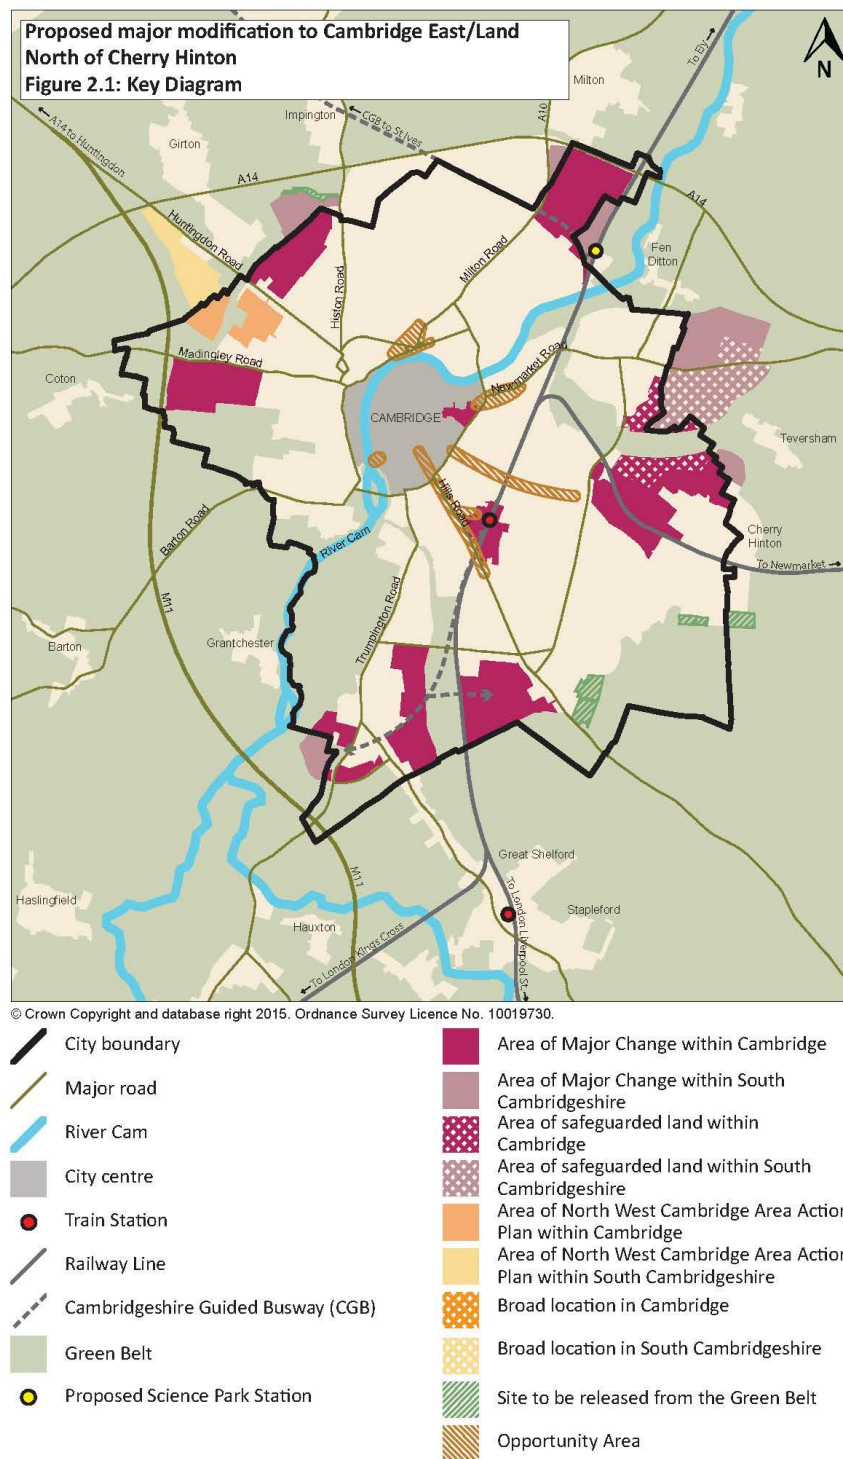 Proposed major modification to Cambridge East/Land
North of Cherry Hinton
Figure 2.1: Key Diagram
N
To Ely
Milton
CGB to St Ives
A10
Impington
A14 to Huntingdon
Girton
A14
A14
Huntingdon Road
Milton Road
Fen
Ditton
Histon Road
Madingley Road
Newmarket Road
Coton
CAMBRIDGE
Teversham
Hills Road
Barton Road
River Cam
Cherry
Hinton
To Newmarket
M11
Trumpington Road
Grantchester
Barton
Great Shelford
M11
To London Liverpool St.
Haslingfield
Stapleford
Hauxton
To London Kings Cross
© Crown Copyright and database right 2015. Ordnance Survey Licence No. 10019730.
City boundary
Major road
River Cam
City centre
Train Station
Railway Line
Cambridgeshire Guided Busway (CGB)
Green Belt
Proposed Science Park Station
Area of Major Change within Cambridge
Area of Major Change within South
Cambridgeshire
Area of safeguarded land within
Cambridge
Area of safeguarded land within South
Cambridgeshire
Area of North West Cambridge Area Action
Plan within Cambridge
Area of North West Cambridge Area Action
Plan within South Cambridgeshire
Broad location in Cambridge
Broad location in South Cambridgeshire
Site to be released from the Green Belt
Opportunity Area